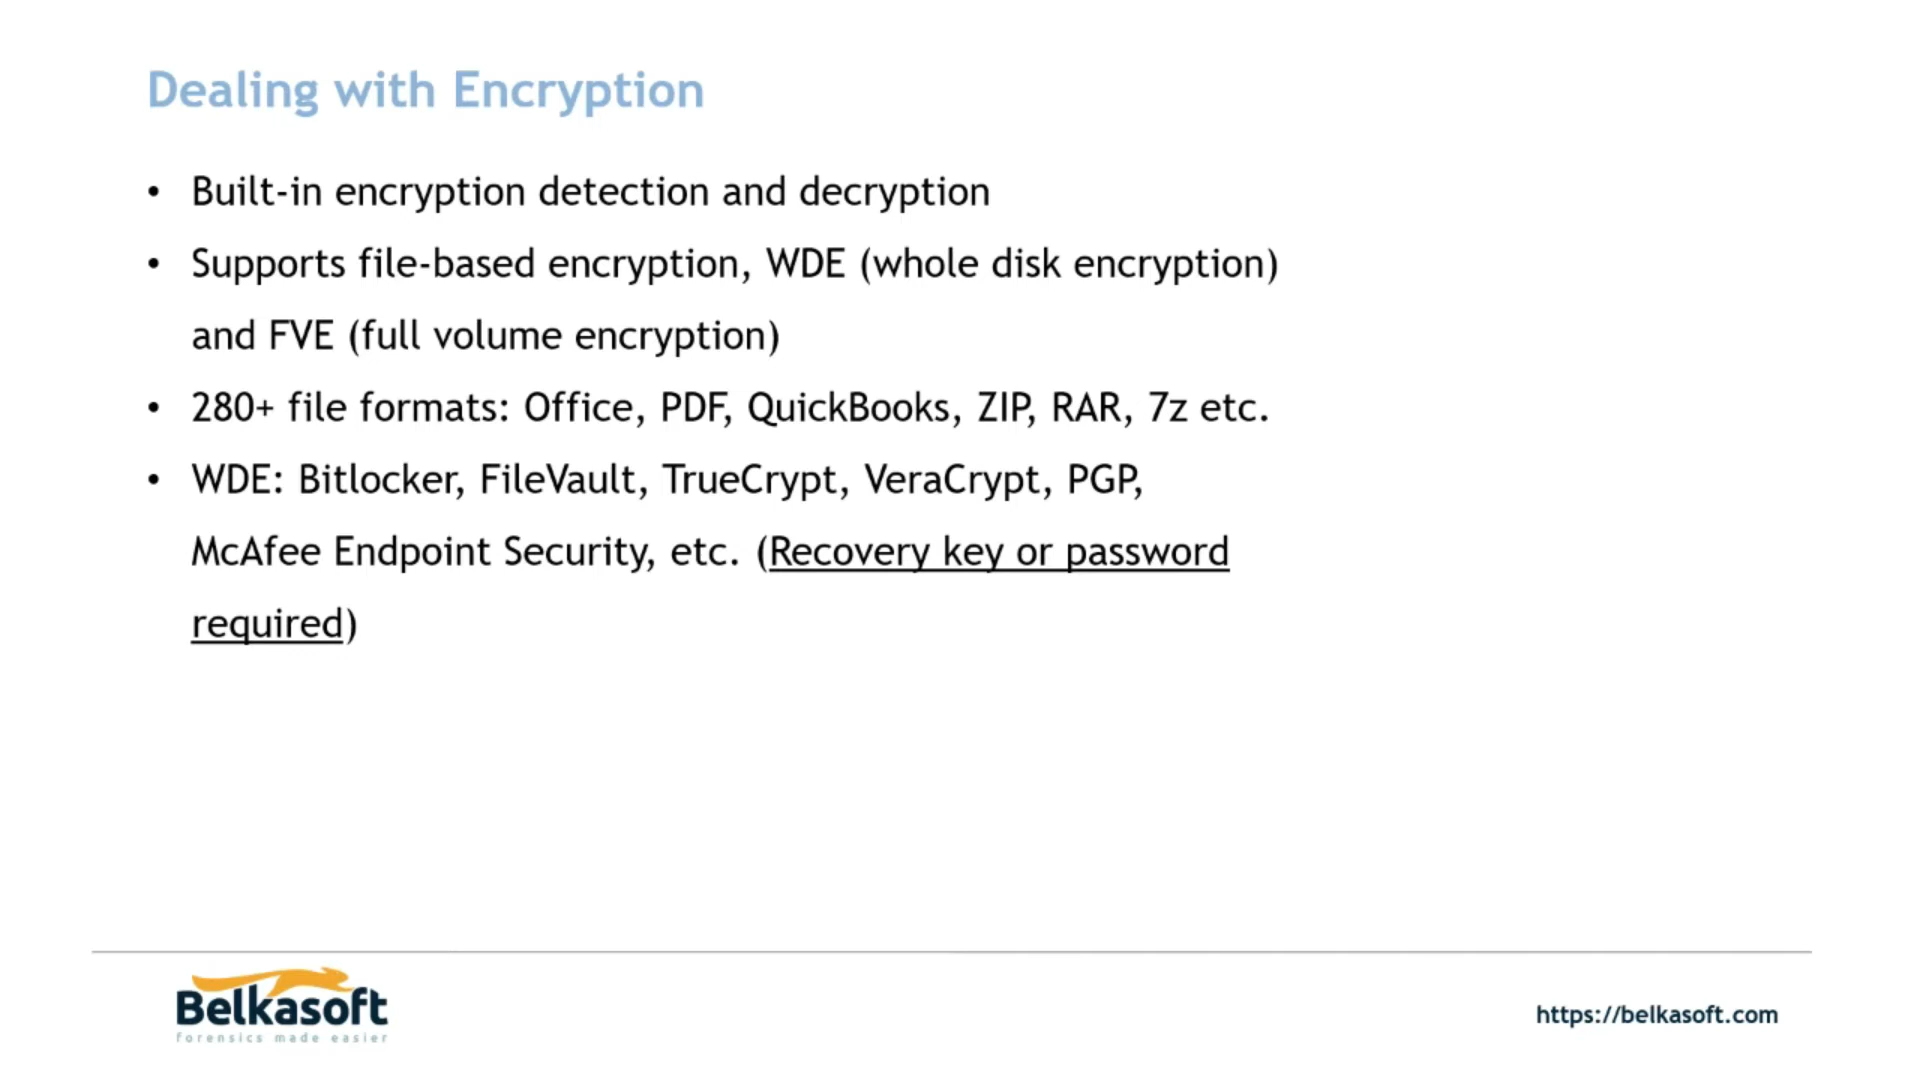 Dealing with Encryption
• Built-in encryption detection and decryption
• Supports file-based encryption, WDE (whole disk encryption)
and FVE (full volume encryption)
• 280+ file formats: Office, PDF, QuickBooks, ZIP, RAR, 7z etc.
• WDE: Bitlocker, FileVault, TrueCrypt, VeraCrypt, PGP,
McAfee Endpoint Security, etc. (Recovery key or password
required)
Belkasoft
forensics made easier
https://belkasoft.com